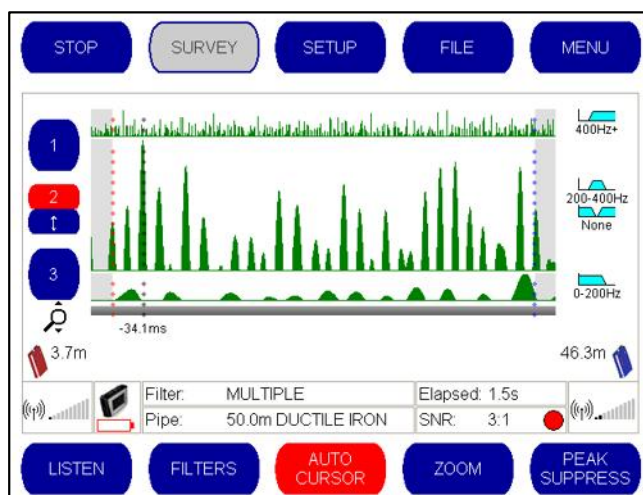 STOP
SURVEY
SETUP
FILE
MENU
1
2
3
400Hz+
200-400Hz
None
0-200Hz
-34.1ms
3.7m
46.3m
Filter: MULTIPLE
Elapsed: 1.5s
Pipe: 50.0m DUCTILE IRON
SNR: 3:1
LISTEN
FILTERS
AUTO
CURSOR
ZOOM
PEAK
SUPPRESS